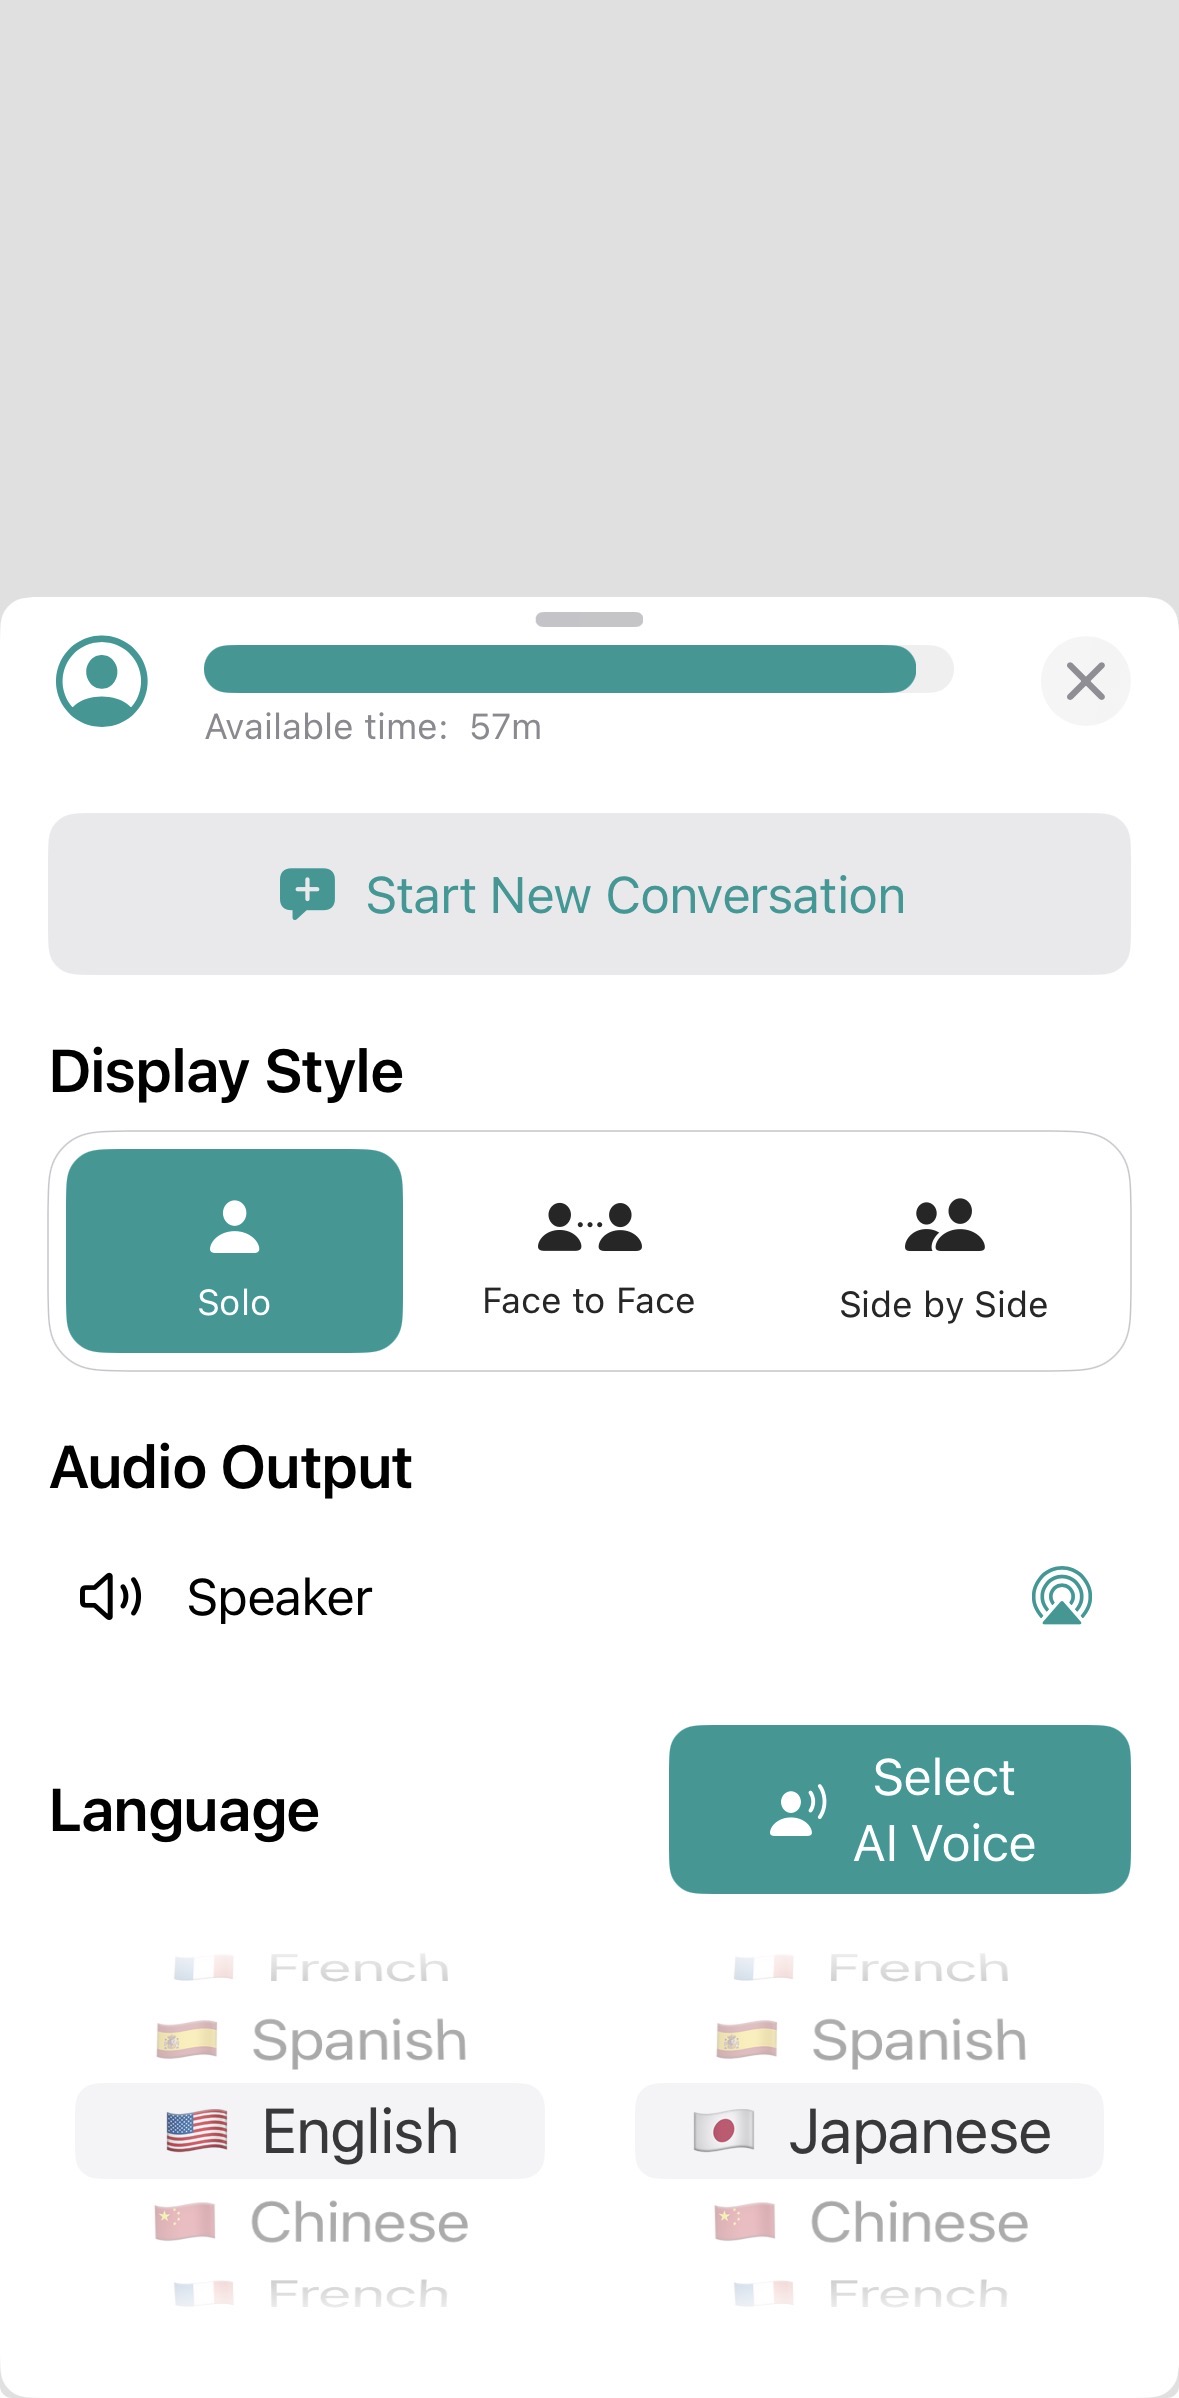 Available time: 57m
Start New Conversation
Display Style
Solo
Face to Face
Side by Side
Audio Output
Speaker
Language
Select
AI Voice
French French
Spanish Spanish
English Japanese
Chinese Chinese
French French